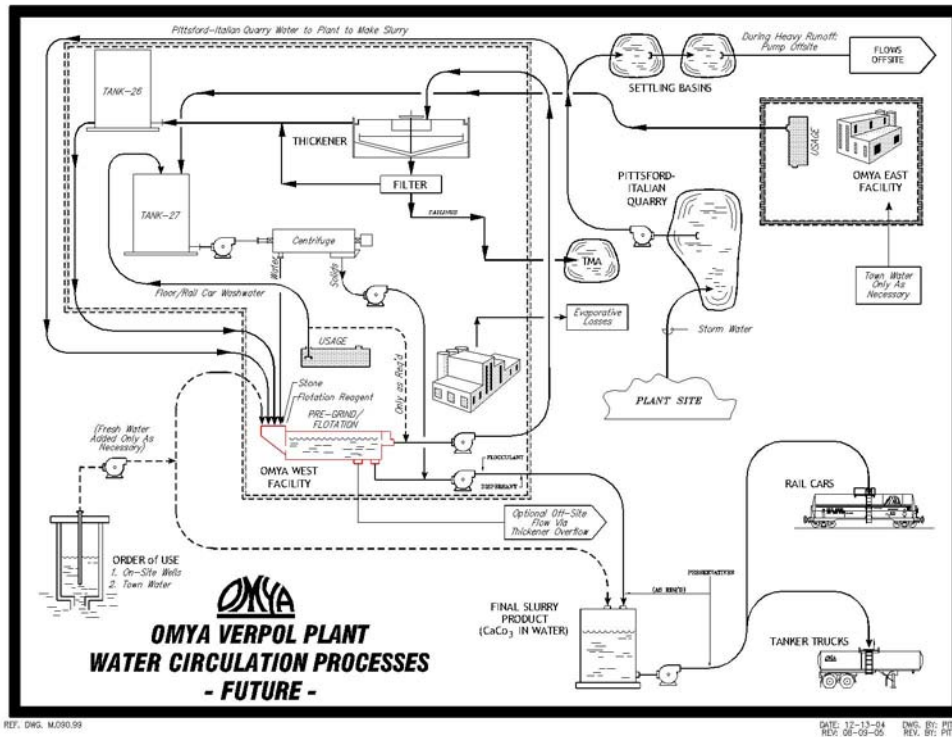 Pittsford-Italian Quarry Water to Plant to Make Slurry
During Heavy Runoff;
Pump Offsite
FLOWS
OFFSITE
SETTLING BASINS
TANK-26
THICKENER
USAGE
OMYA EAST
FACILITY
FILTER
PITTSFORD-
ITALIAN
QUARRY
TANK-27
TAILINGS
Centrifuge
TMA
Water
Solids
Town Water
Only As
Necessary
Floor/Rail Car Washwater
Evaporative
Losses
Storm Water
USAGE
Only as Req'd
Stone
Flotation Reagent
PRE-GRIND/
FLOTATION
PLANT SITE
(Fresh Water
Added Only As
Necessary)
OMYA WEST
FACILITY
FLOCCULANT
DISPERSANT
RAIL CARS
Optional Off-Site
Flow Via
Thickener Overflow
ORDER of USE
1. On-Site Wells
2. Town Water
PRESERVATIVES
(AS REQ'D)
OMYA
FINAL SLURRY
PRODUCT
(CaCo3 IN WATER)
OMYA VERPOL PLANT
WATER CIRCULATION PROCESSES
- FUTURE -
TANKER TRUCKS
REF. DWG. M.090.99
DATE: 12-13-04 DWG. BY:
REV: 08-09-05 REV. BY: